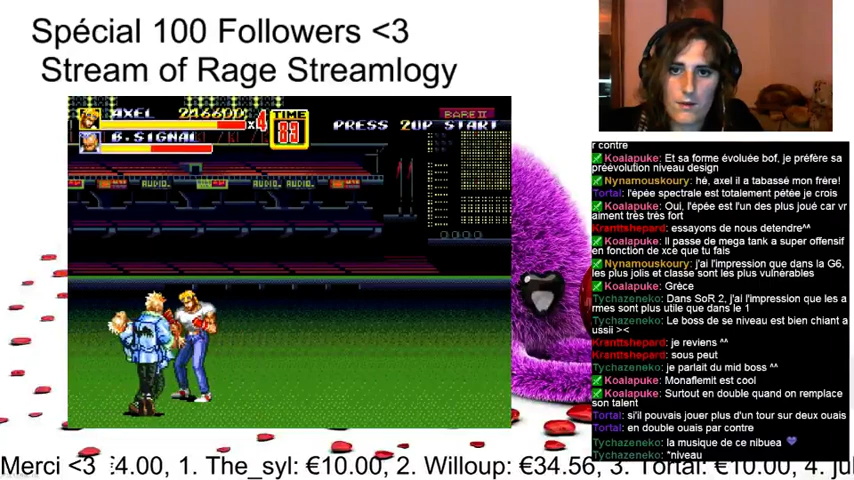 Spécial 100 Followers <3
Stream of Rage Streamlogy
AXEL 246600 x4
TIME
83
BARE II
PRESS 2UP START
B.SIGNAL
AUDIO. AUDIO. AUDIO.
r contre
Koalapuke: Et sa forme évoluée bof, je préfère sa
préévolution niveau design
Nynamouskoury: hé, axel il a tabassé mon frère!
Tortal: l'épée spectrale est totalement pétée je crois
Koalapuke: Oui, l'épée est l'un des plus joué car vr
aiment très très fort
Kranttshepard: essayons de nous detendre^^
Koalapuke: Il passe de mega tank a super offensif
en fonction de xce que tu fais
Nynamouskoury: j'ai l'impression que dans la G6,
les plus jolis et classe sont les plus vulnerables
Koalapuke: Grèce
Tychazeneko: Dans SoR 2, j'ai l'impression que les a
rmes sont plus utile que dans le 1
Tychazeneko: Le boss de se niveau est bien chiant a
ussii ><
Kranttshepard: je reviens ^^
Kranttshepard: sous peut
Tychazeneko: je parlait du mid boss ^^
Koalapuke: Monaflemit est cool
Koalapuke: Surtout en double quand on remplace
son talent
Tortal: si'il pouvais jouer plus d'un tour sur deux ouais
Tortal: en double ouais par contre
Tychazeneko: la musique de ce nibuea 💜
Tychazeneko: *niveau
Merci <3 €4.00, 1. The_syl: €10.00, 2. Willoup: €34.56, 3. Tortal: €10.00, 4. jul